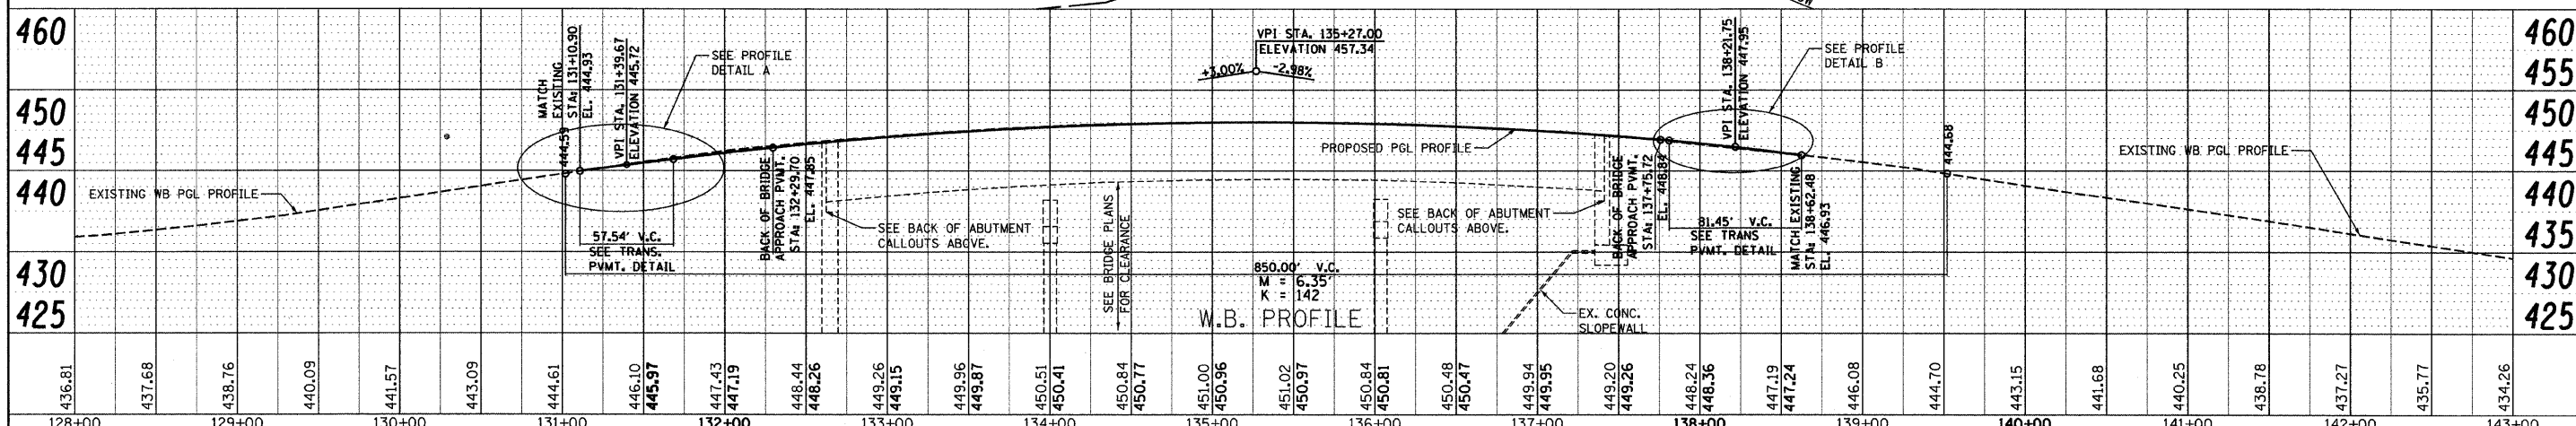 460
450
445
440
430
425
460
455
450
445
440
435
430
425
MATCH
EXISTING
STA: 131+10.90
EL. 444.93
444.59
VPI STA. 131+39.67
ELEVATION 445.72
SEE PROFILE
DETAIL A
VPI STA. 135+27.00
ELEVATION 457.34
+3.00%
-2.98%
VPI STA. 138+21.75
ELEVATION 447.95
SEE PROFILE
DETAIL B
EXISTING WB PGL PROFILE
BACK OF BRIDGE
APPROACH PVMT.
STA: 132+29.70
EL. 447.85
57.54' V.C.
SEE TRANS.
PVMT. DETAIL
SEE BACK OF ABUTMENT
CALLOUTS ABOVE.
SEE BRIDGE PLANS
FOR CLEARANCE
850.00' V.C.
M = 6.35'
K = 142
W.B. PROFILE
PROPOSED PGL PROFILE
SEE BACK OF ABUTMENT
CALLOUTS ABOVE.
BACK OF BRIDGE
APPROACH PVMT.
STA: 137+75.72
EL. 448.84
81.45' V.C.
SEE TRANS
PVMT. DETAIL
MATCH EXISTING
STA: 138+62.48
EL. 446.93
444.68
EXISTING WB PGL PROFILE
EX. CONC.
SLOPEWALL
436.81
437.68
438.76
440.09
441.57
443.09
444.61
446.10
445.97
447.43
447.19
448.44
448.26
449.26
449.15
449.96
449.87
450.51
450.41
450.84
450.77
451.00
450.96
451.02
450.97
450.84
450.81
450.48
450.47
449.94
449.95
449.20
449.26
448.24
448.36
447.19
447.24
446.08
444.70
443.15
441.68
440.25
438.78
437.27
435.77
434.26
128+00 129+00 130+00 131+00 132+00 133+00 134+00 135+00 136+00 137+00 138+00 139+00 140+00 141+00 142+00 143+00